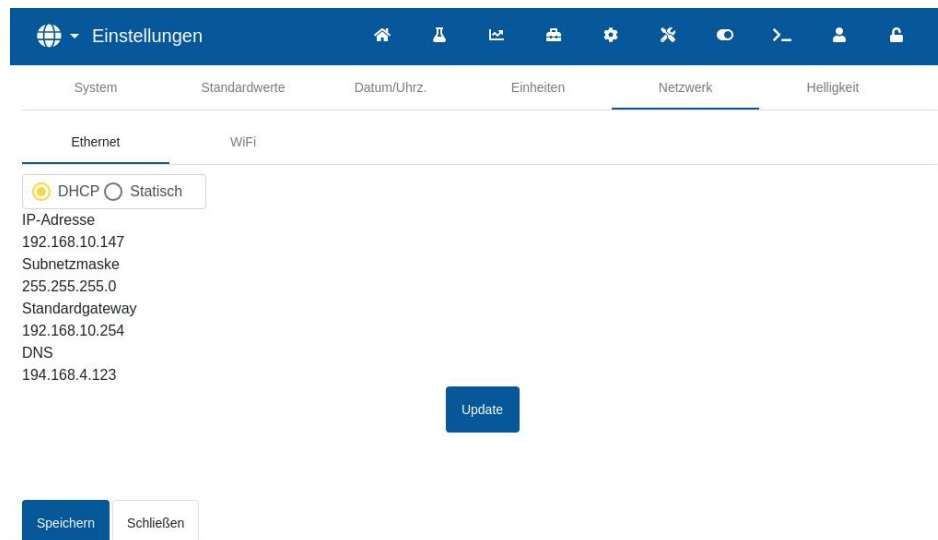 Einstellungen
System Standardwerte Datum/Uhrz. Einheiten Netzwerk Helligkeit
Ethernet WiFi
DHCP Statisch
IP-Adresse
192.168.10.147
Subnetzmaske
255.255.255.0
Standardgateway
192.168.10.254
DNS
194.168.4.123
Update
Speichern Schließen